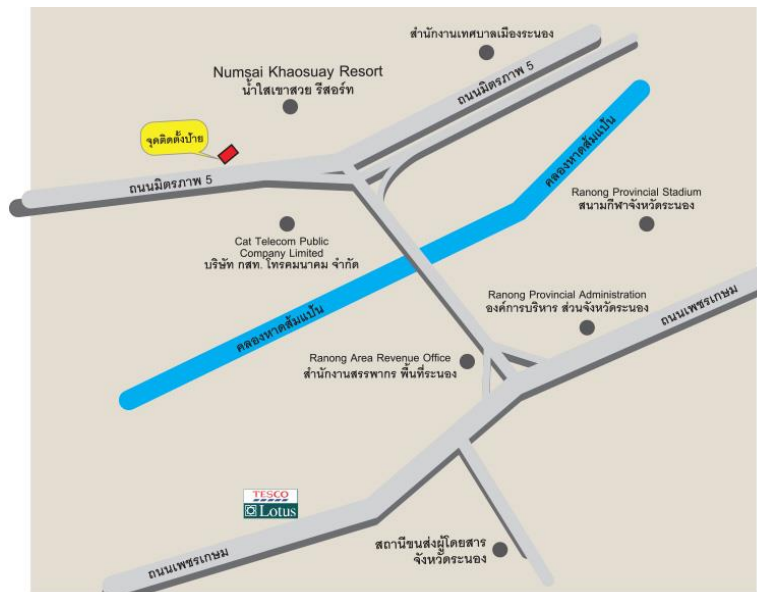 สำนักงานเทศบาลเมืองระนอง
Numsai Khaosuay Resort
น้ำใสเขาสวย รีสอร์ท
ถนนมิตรภาพ 5
จุดติดตั้งป้าย
ถนนมิตรภาพ 5
คลองหาดส้มแป้น
Ranong Provincial Stadium
สนามกีฬาจังหวัดระนอง
Cat Telecom Public
Company Limited
บริษัท กสท. โทรคมนาคม จำกัด
คลองหาดส้มแป้น
Ranong Provincial Administration
องค์การบริหาร ส่วนจังหวัดระนอง
ถนนเพชรเกษม
Ranong Area Revenue Office
สำนักงานสรรพากร พื้นที่ระนอง
TESCO
Lotus
สถานีขนส่งผู้โดยสาร
จังหวัดระนอง
ถนนเพชรเกษม